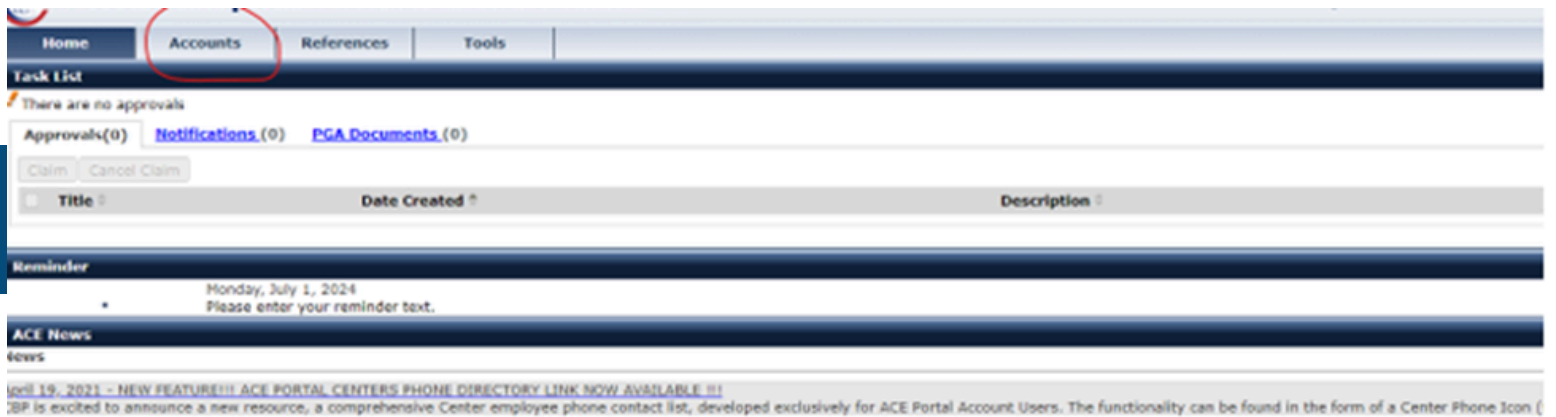 Home Accounts References Tools
Task List
There are no approvals
Approvals(0) Notifications (0) PGA Documents (0)
Claim Cancel Claim
Title Date Created Description
Reminder
Monday, July 1, 2024
Please enter your reminder text.
ACE News
News
April 19, 2021 - NEW FEATURE!!! ACE PORTAL CENTERS PHONE DIRECTORY LINK NOW AVAILABLE !!!
CBP is excited to announce a new resource, a comprehensive Center employee phone contact list, developed exclusively for ACE Portal Account Users. The functionality can be found in the form of a Center Phone Icon (